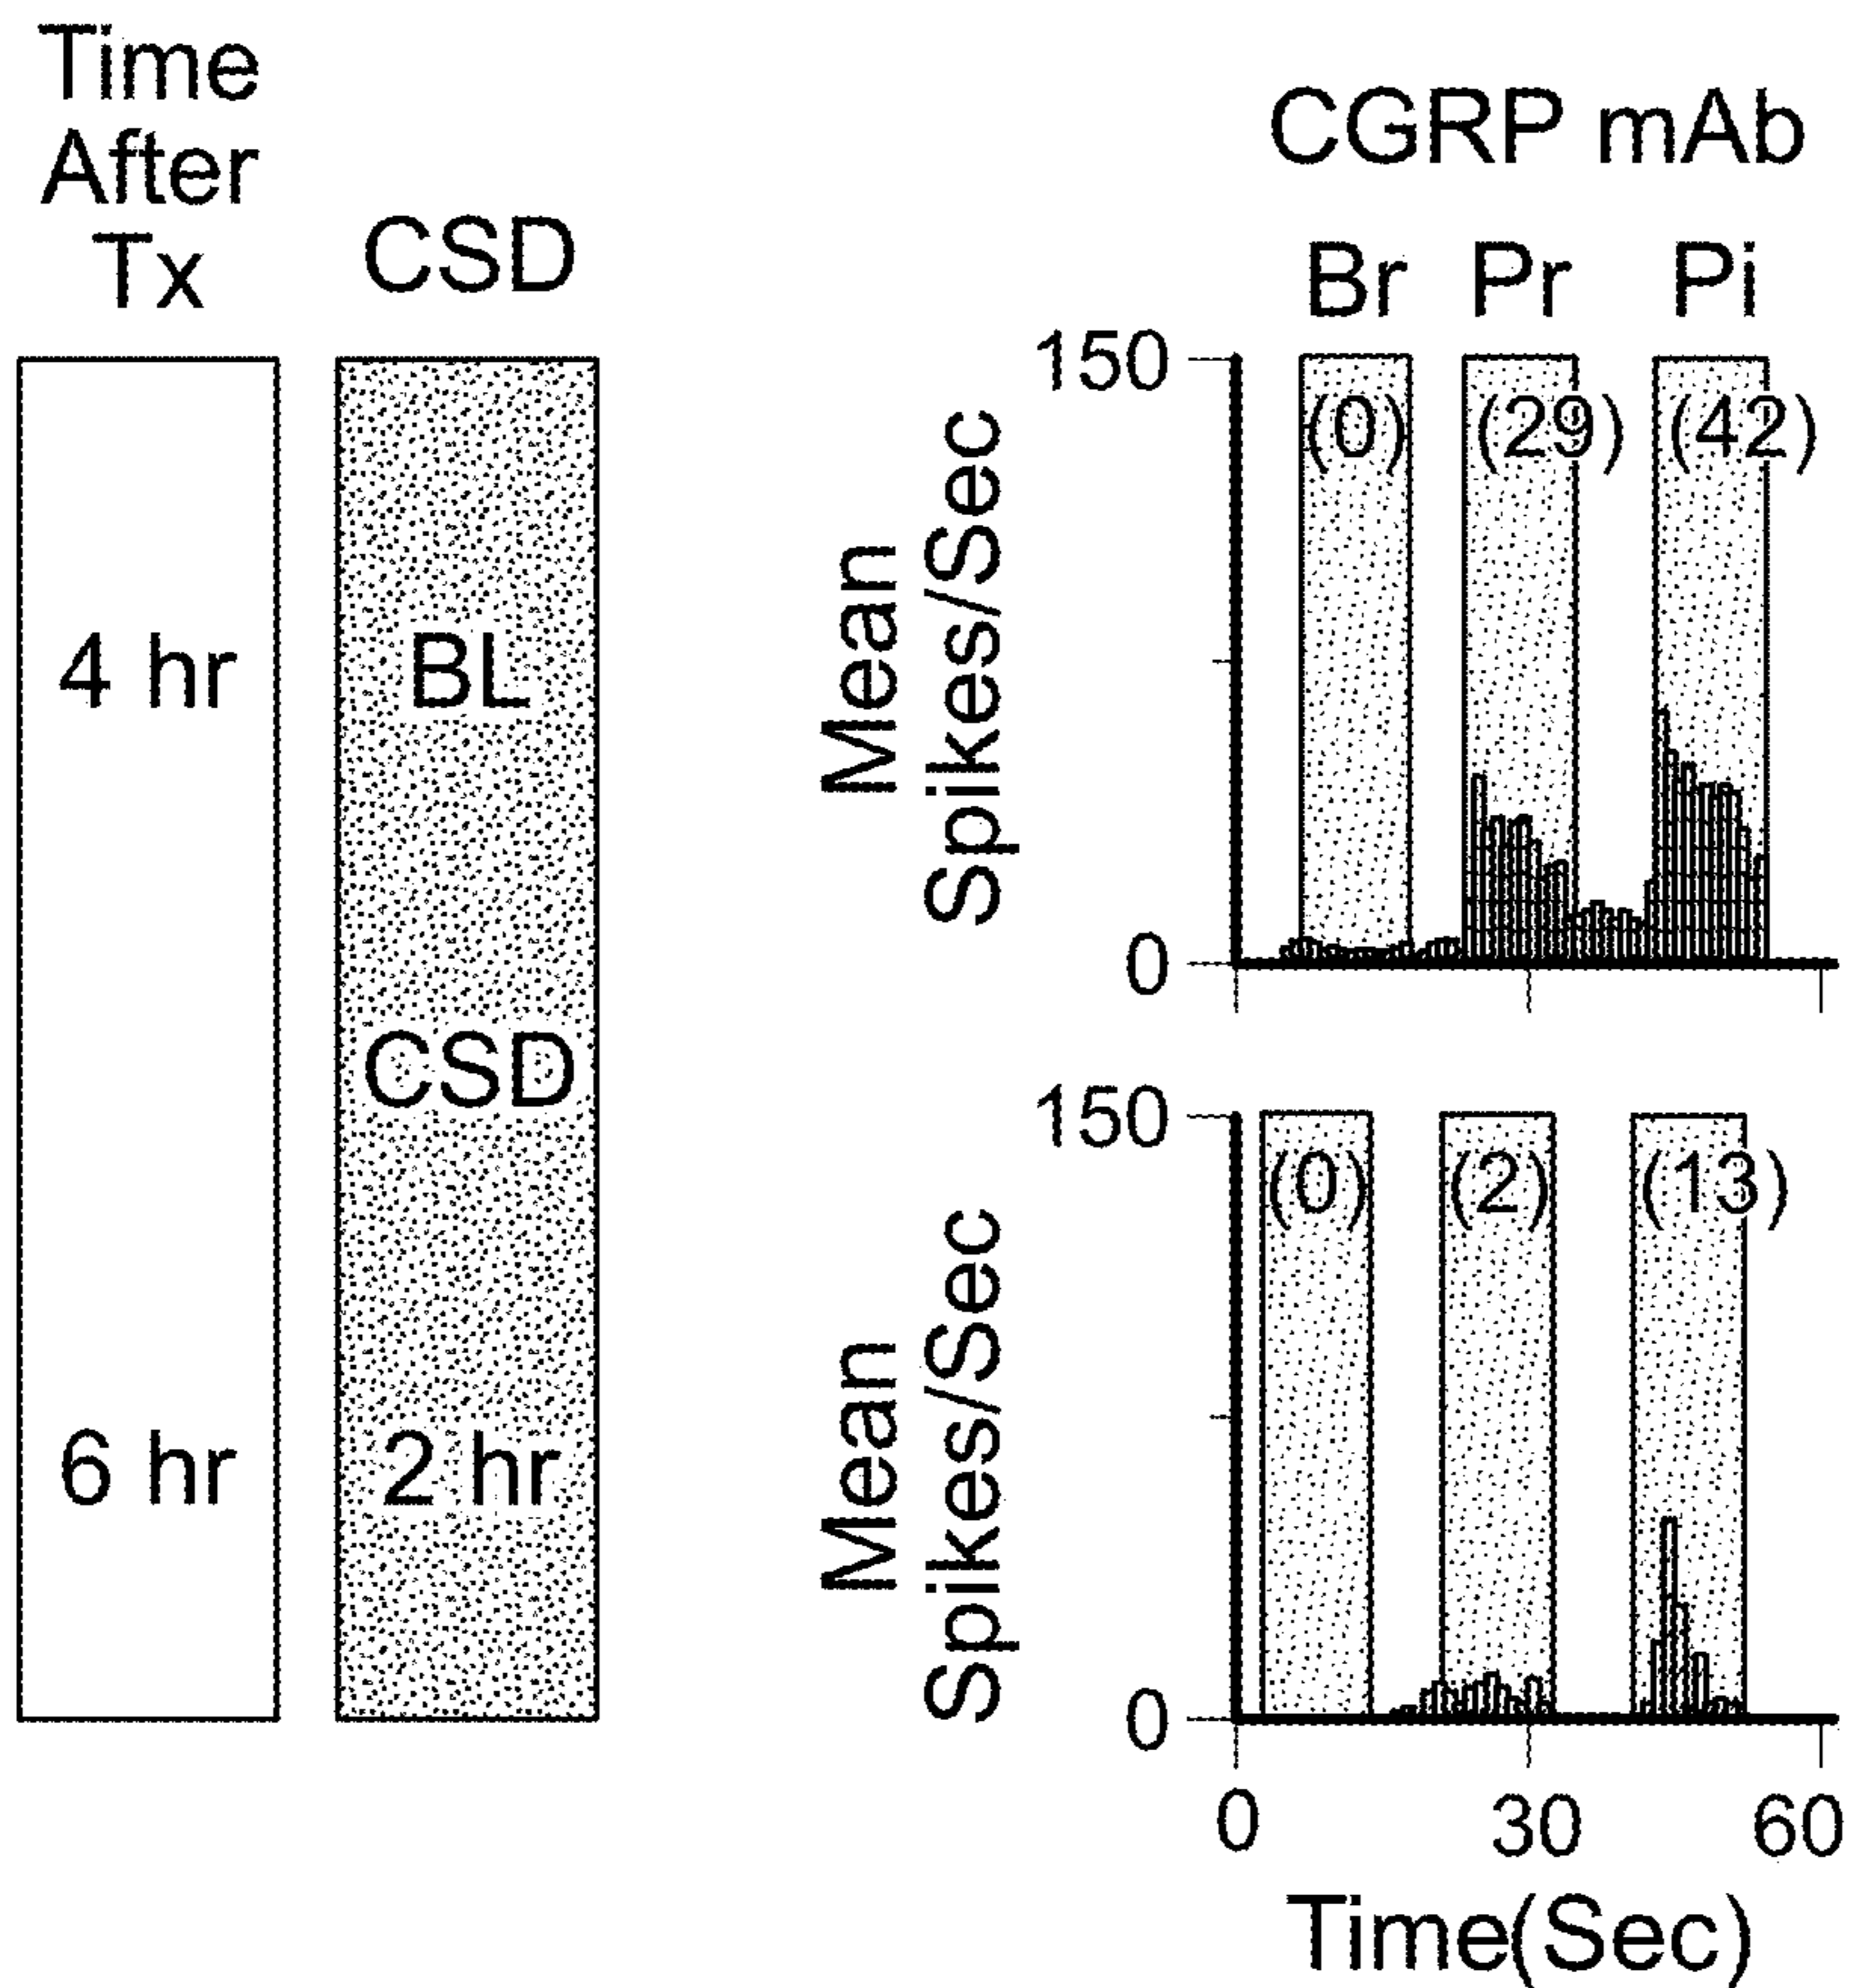 Time
After
Tx
CSD
CGRP mAb
Br Pr Pi
4 hr
BL
CSD
6 hr
2 hr
Mean
Spikes/Sec
150
0
(0) (29) (42)
Mean
Spikes/Sec
150
0
(0) (2) (13)
0 30 60
Time(Sec)